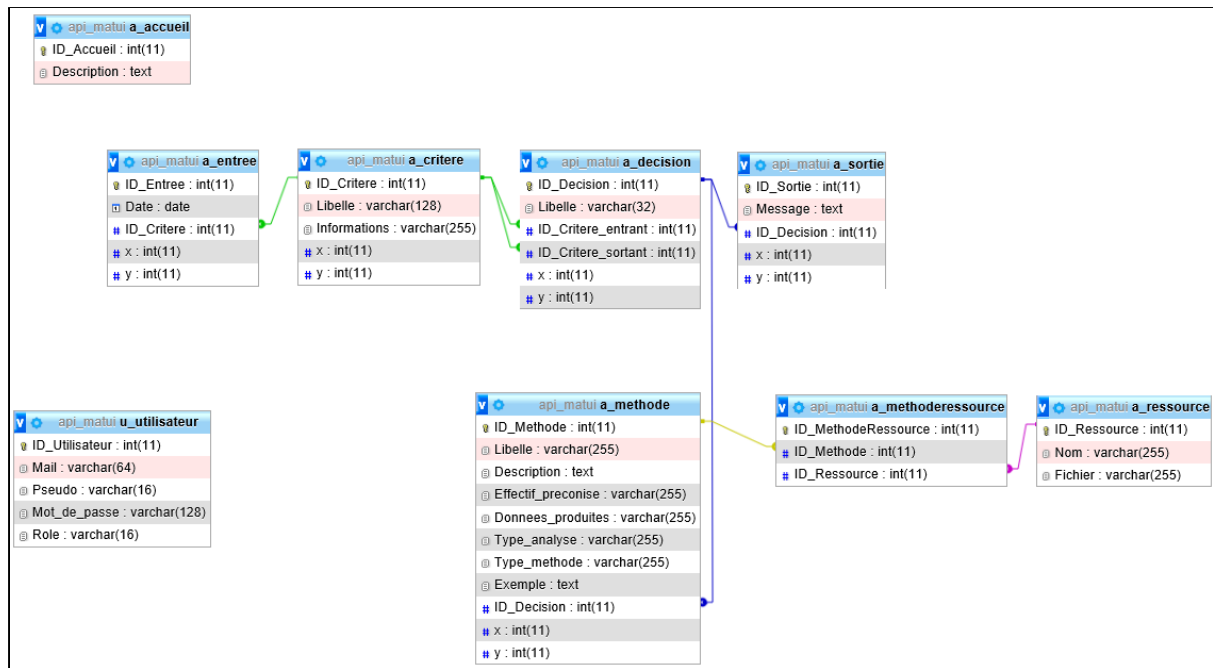 api_matui a_accueil
ID_Accueil : int(11)
Description : text
api_matui a_entree
ID_Entree : int(11)
Date : date
ID_Critere : int(11)
x : int(11)
y : int(11)
api_matui a_critere
ID_Critere : int(11)
Libelle : varchar(128)
Informations : varchar(255)
x : int(11)
y : int(11)
api_matui a_decision
ID_Decision : int(11)
Libelle : varchar(32)
ID_Critere_entrant : int(11)
ID_Critere_sortant : int(11)
x : int(11)
y : int(11)
api_matui a_sortie
ID_Sortie : int(11)
Message : text
ID_Decision : int(11)
x : int(11)
y : int(11)
api_matui u_utilisateur
ID_Utilisateur : int(11)
Mail : varchar(64)
Pseudo : varchar(16)
Mot_de_passe : varchar(128)
Role : varchar(16)
api_matui a_methode
ID_Methode : int(11)
Libelle : varchar(255)
Description : text
Effectif_preconise : varchar(255)
Donnees_produites : varchar(255)
Type_analyse : varchar(255)
Type_methode : varchar(255)
Exemple : text
ID_Decision : int(11)
x : int(11)
y : int(11)
api_matui a_methoderessource
ID_MethodeRessource : int(11)
ID_Methode : int(11)
ID_Ressource : int(11)
api_matui a_ressource
ID_Ressource : int(11)
Nom : varchar(255)
Fichier : varchar(255)